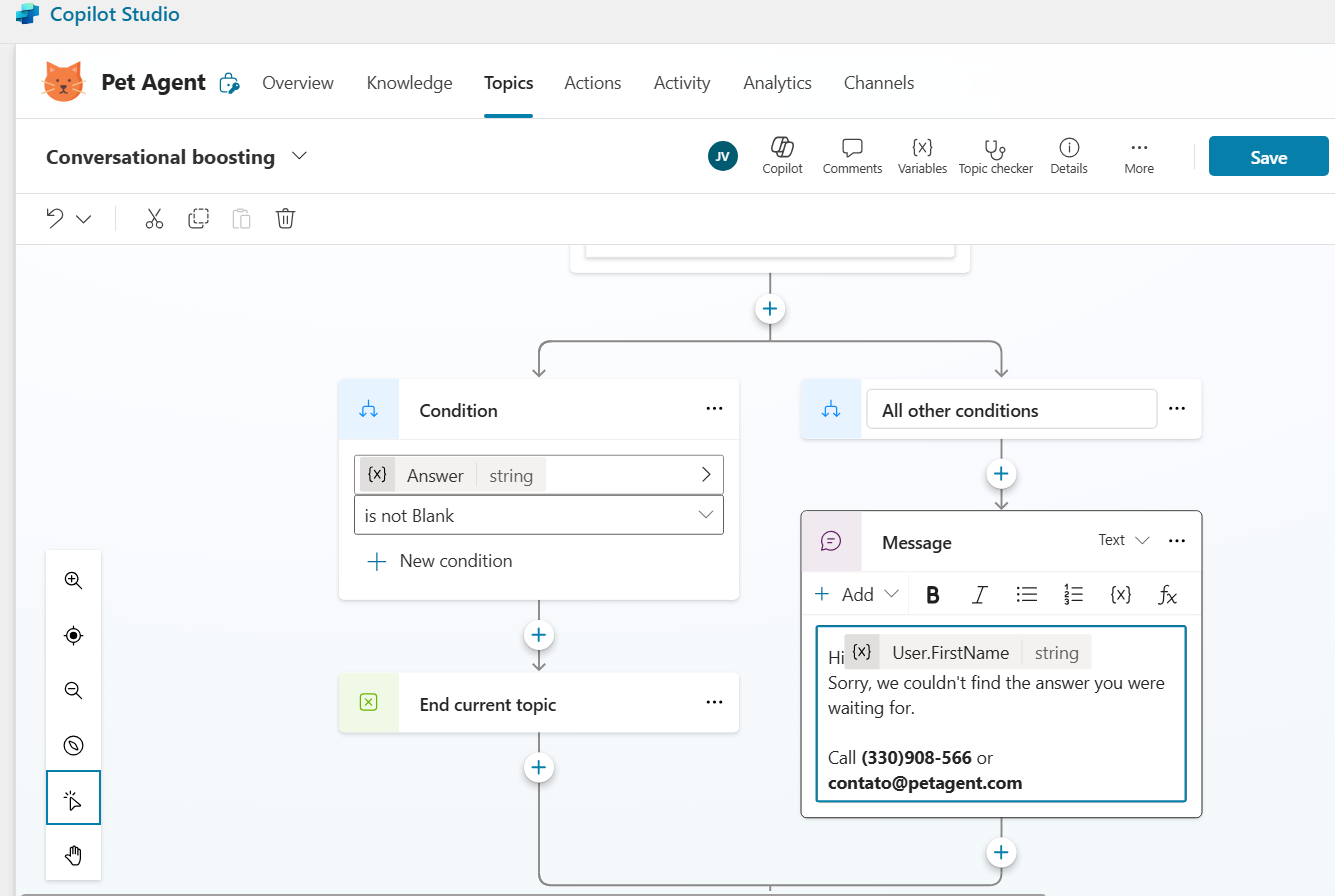 Copilot Studio
Pet Agent Overview Knowledge Topics Actions Activity Analytics Channels
Conversational boosting
JV Copilot Comments {x} Variables Topic checker Details More Save
Condition
All other conditions
{x} Answer string
is not Blank
New condition
End current topic
Message Text
Add B I {x} fx
Hi {x} User.FirstName string
Sorry, we couldn't find the answer you were
waiting for.
Call (330)908-566 or
contato@petagent.com